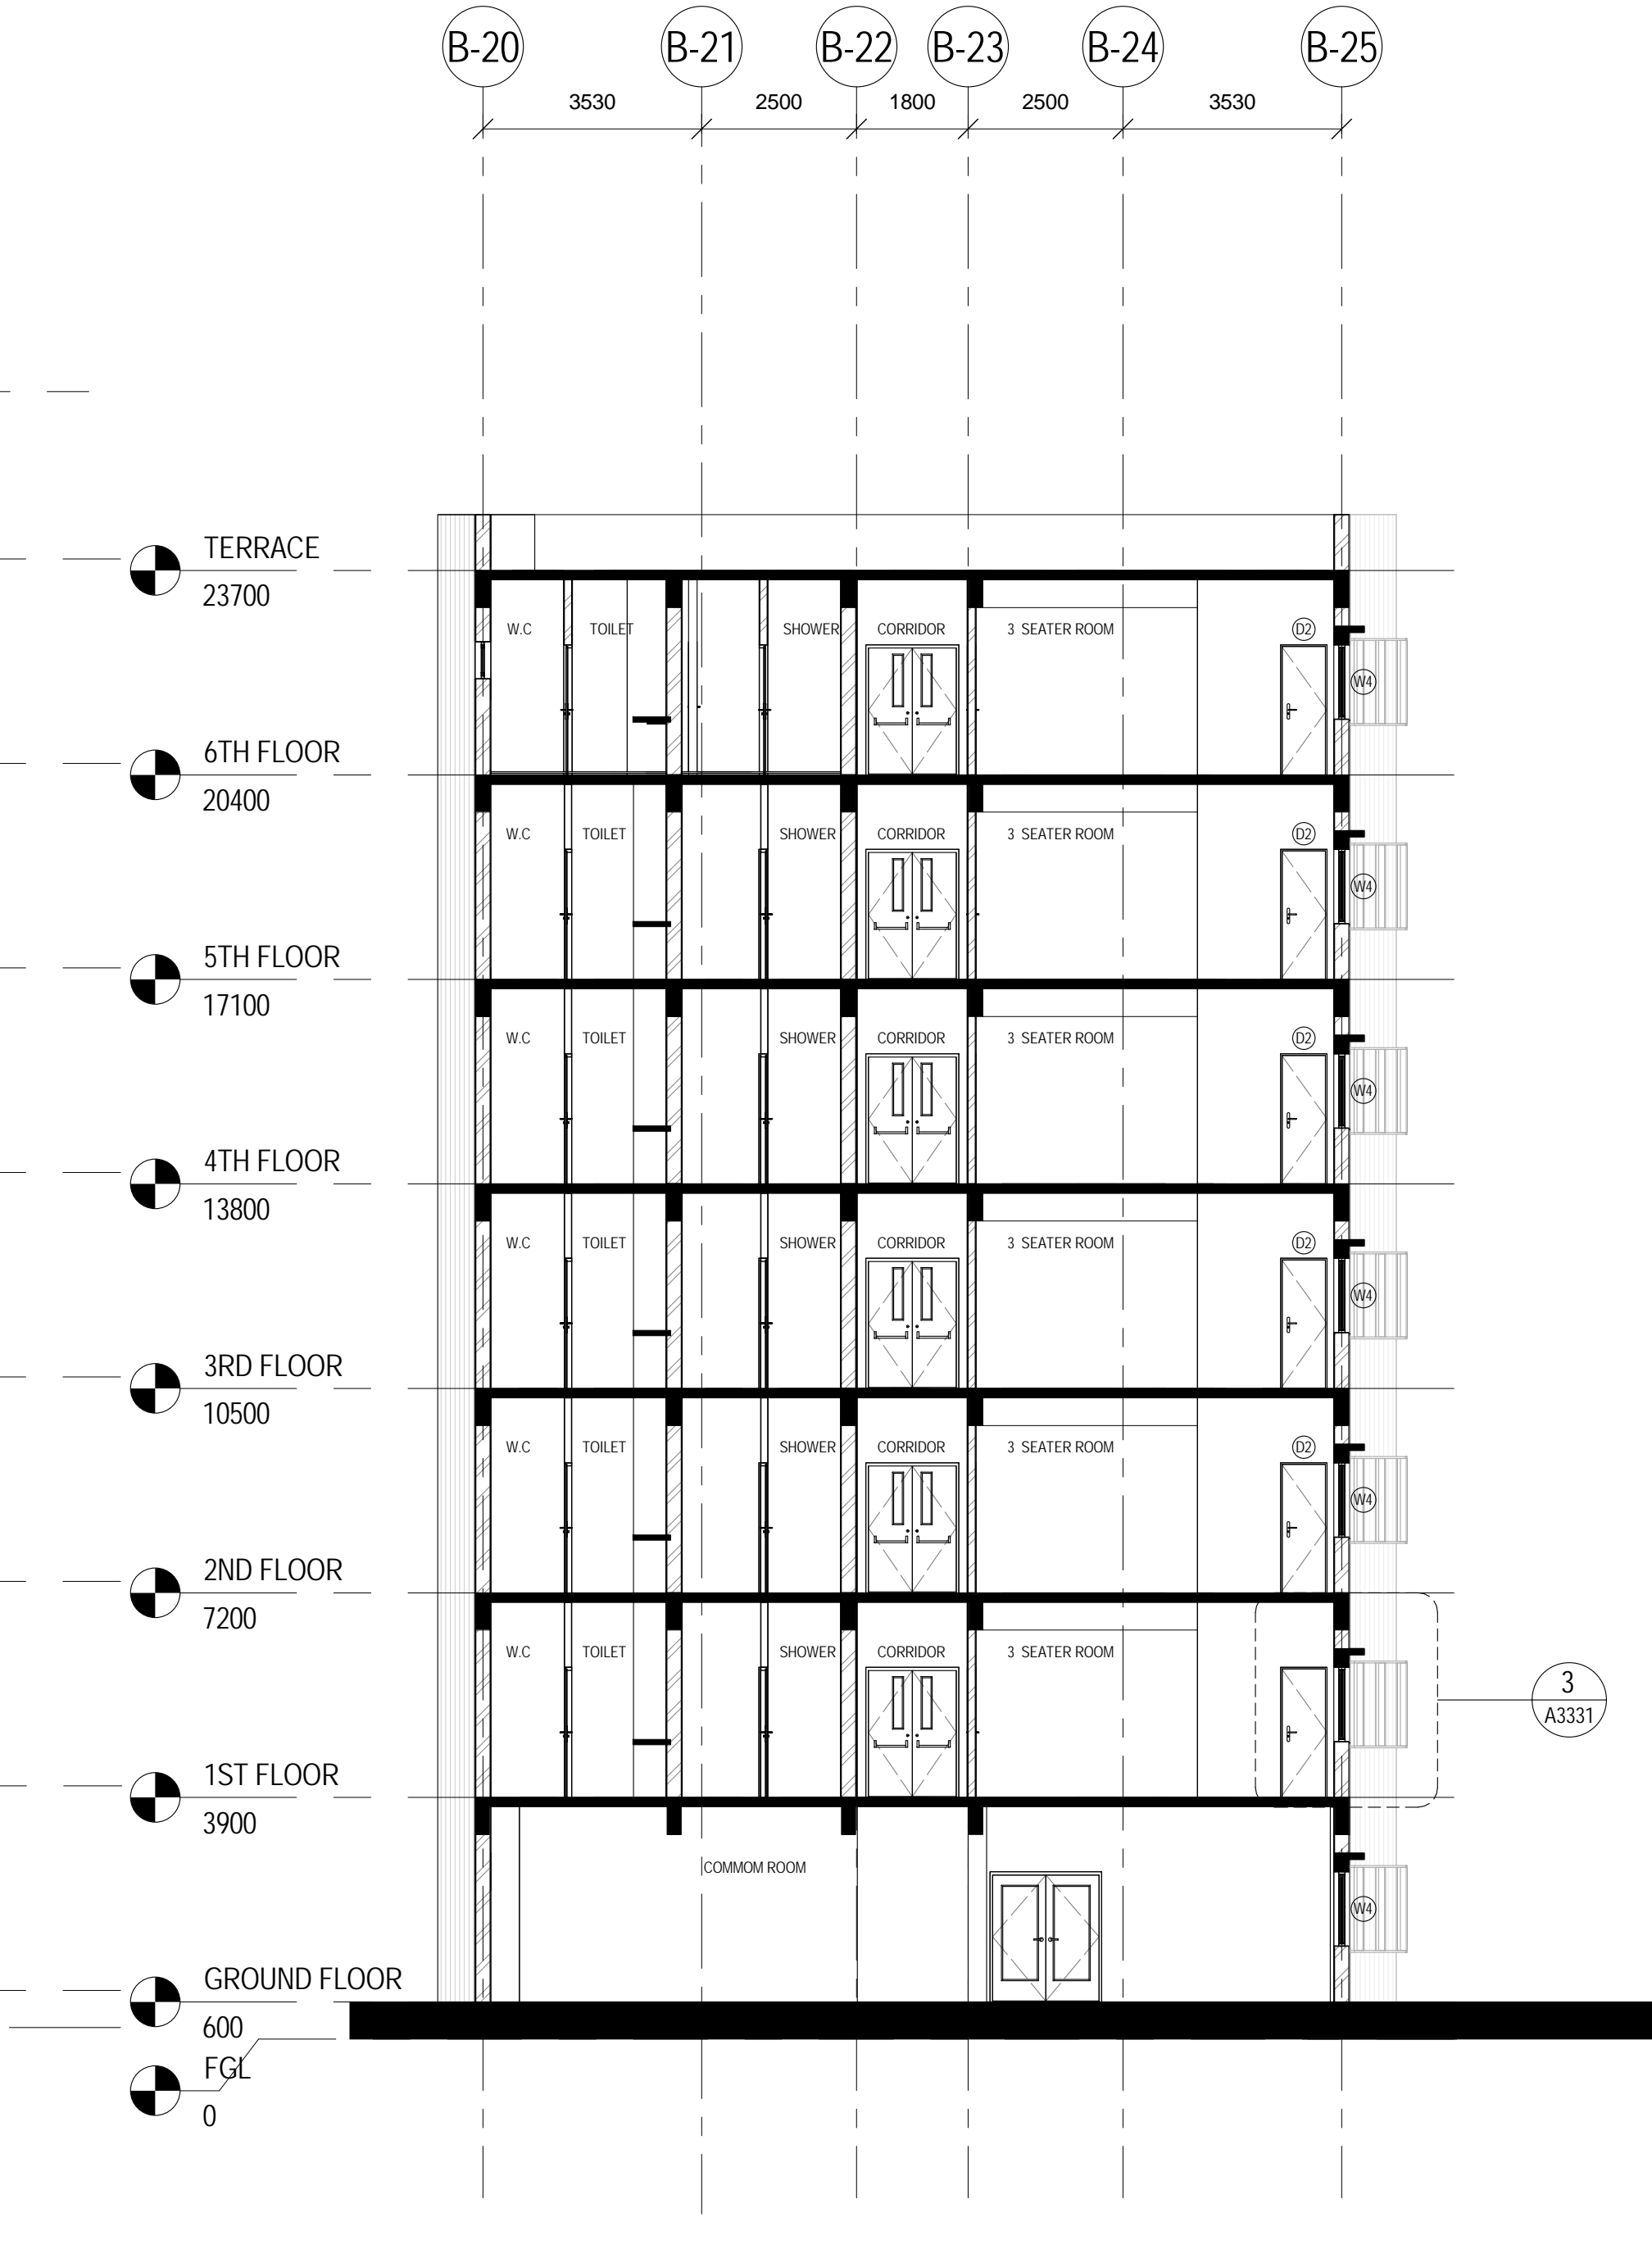 B-20 B-21 B-22 B-23 B-24 B-25
3530 2500 1800 2500 3530
TERRACE
23700
W.C TOILET SHOWER CORRIDOR 3 SEATER ROOM D2
W4
6TH FLOOR
20400
W.C TOILET SHOWER CORRIDOR 3 SEATER ROOM D2
W4
5TH FLOOR
17100
W.C TOILET SHOWER CORRIDOR 3 SEATER ROOM D2
W4
4TH FLOOR
13800
W.C TOILET SHOWER CORRIDOR 3 SEATER ROOM D2
W4
3RD FLOOR
10500
W.C TOILET SHOWER CORRIDOR 3 SEATER ROOM D2
W4
2ND FLOOR
7200
W.C TOILET SHOWER CORRIDOR 3 SEATER ROOM
3
A3331
1ST FLOOR
3900
COMMOM ROOM
W4
GROUND FLOOR
600
FGL
0